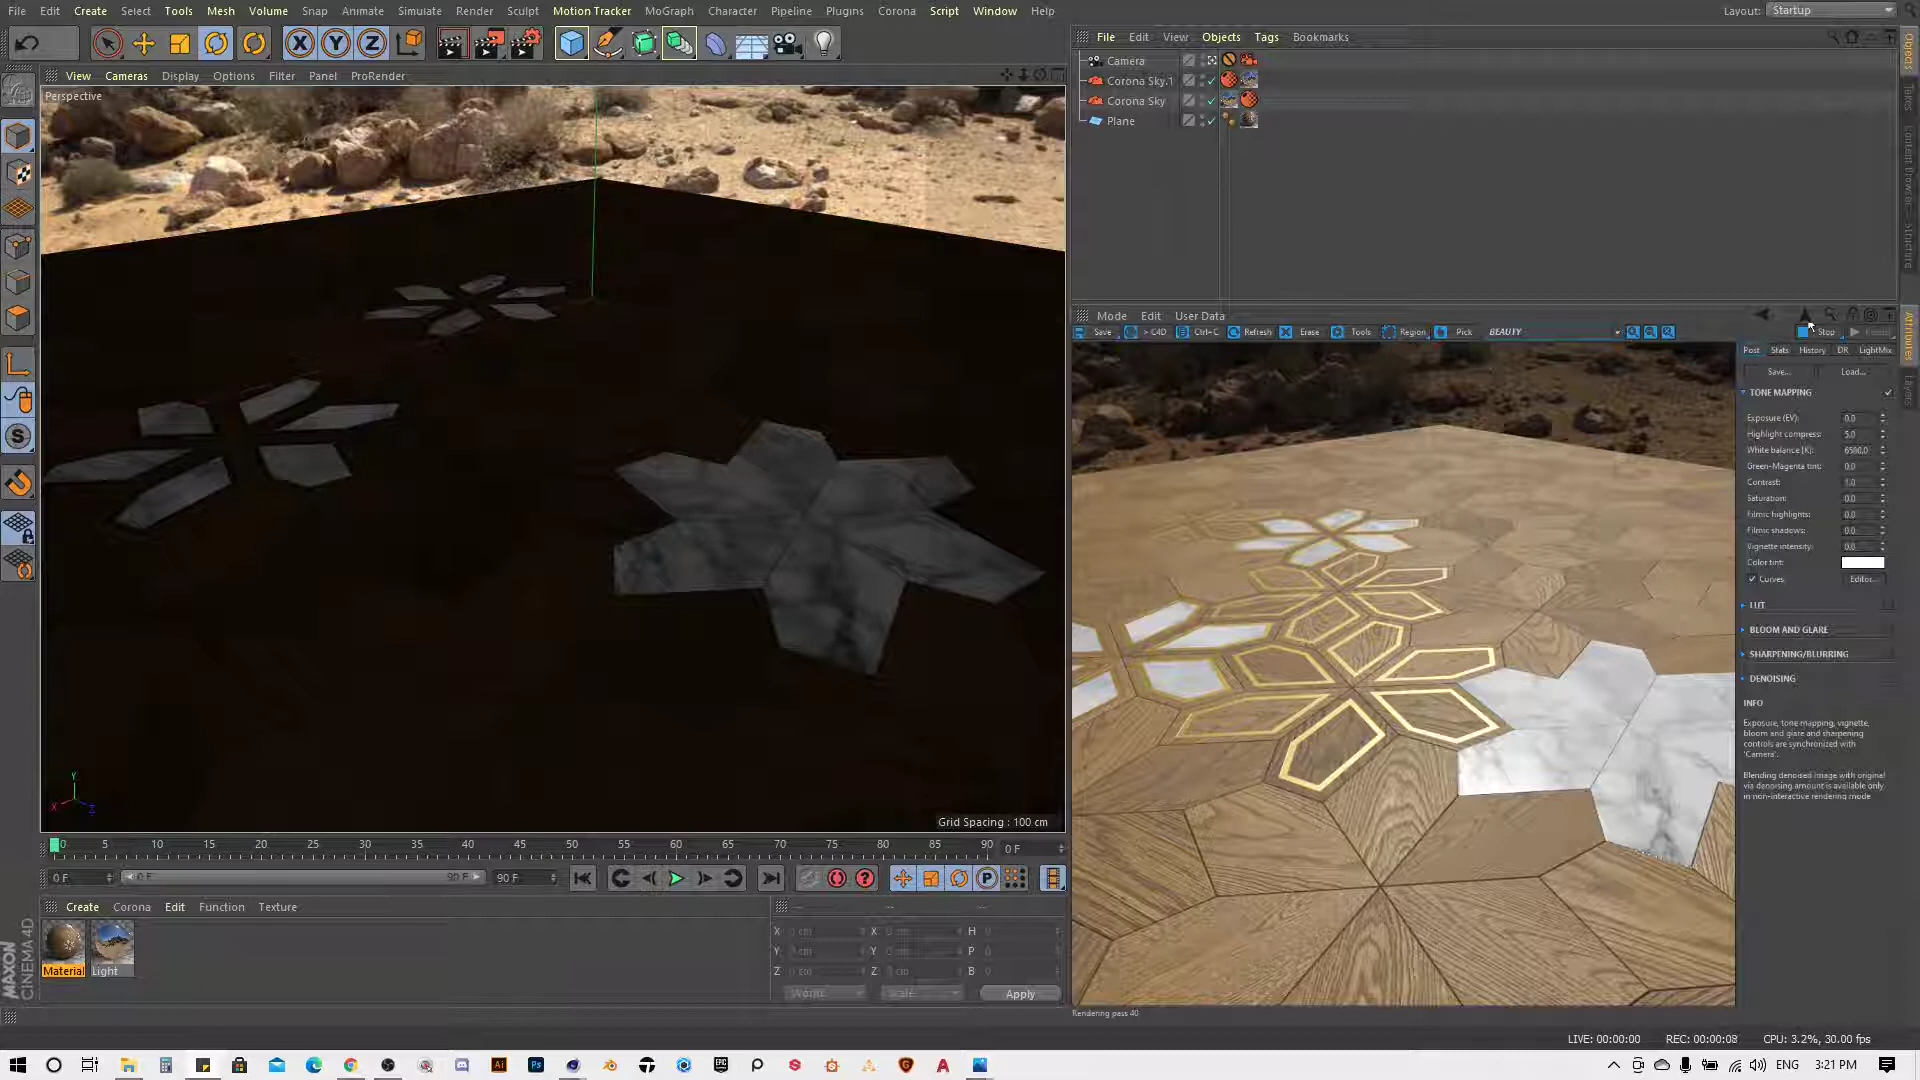 File Edit Create Select Tools Mesh Volume Snap Animate Simulate Render Sculpt Motion Tracker MoGraph Character Pipeline Plugins Corona Script Window Help
Layout: Startup
File Edit View Objects Tags Bookmarks
View Cameras Display Options Filter Panel ProRender
Perspective
Camera
Corona Sky.1
Corona Sky
Plane
Objects
Takes
Content Browser
Structure
Attributes
Layers
Mode Edit User Data
Save > C4D Ctrl+C Refresh Erase Tools Region Pick BEAUTY Stop
Post Stats History DR LightMix
Save... Load...
TONE MAPPING
Exposure (EV): 0.0
Highlight compress: 5.0
White balance [K]: 6500.0
Green-Magenta tint: 0.0
Contrast: 1.0
Saturation: 0.0
Filmic highlights: 0.0
Filmic shadows: 0.0
Vignette intensity: 0.0
Color tint:
Curves Editor...
LUT
BLOOM AND GLARE
SHARPENING/BLURRING
DENOISING
INFO
Exposure, tone mapping, vignette,
bloom and glare and sharpening
controls are synchronized with
'Camera'.
Blending denoised image with original
via denoising amount is available only
in non-interactive rendering mode
Y
X
Z
Grid Spacing : 100 cm
0 5 10 15 20 25 30 35 40 45 50 55 60 65 70 75 80 85 90 0 F
0 F 0 F 90 F 90 F
Create Corona Edit Function Texture
Material Light
X 0 cm X 0 cm H 0
Y 0 cm Y 0 cm P 0
Z 0 cm Z 0 cm B 0
World Scale Apply
MAXON
CINEMA 4D
Rendering pass 40
LIVE: 00:00:00 REC: 00:00:08 CPU: 3.2%, 30.00 fps
ENG 3:21 PM